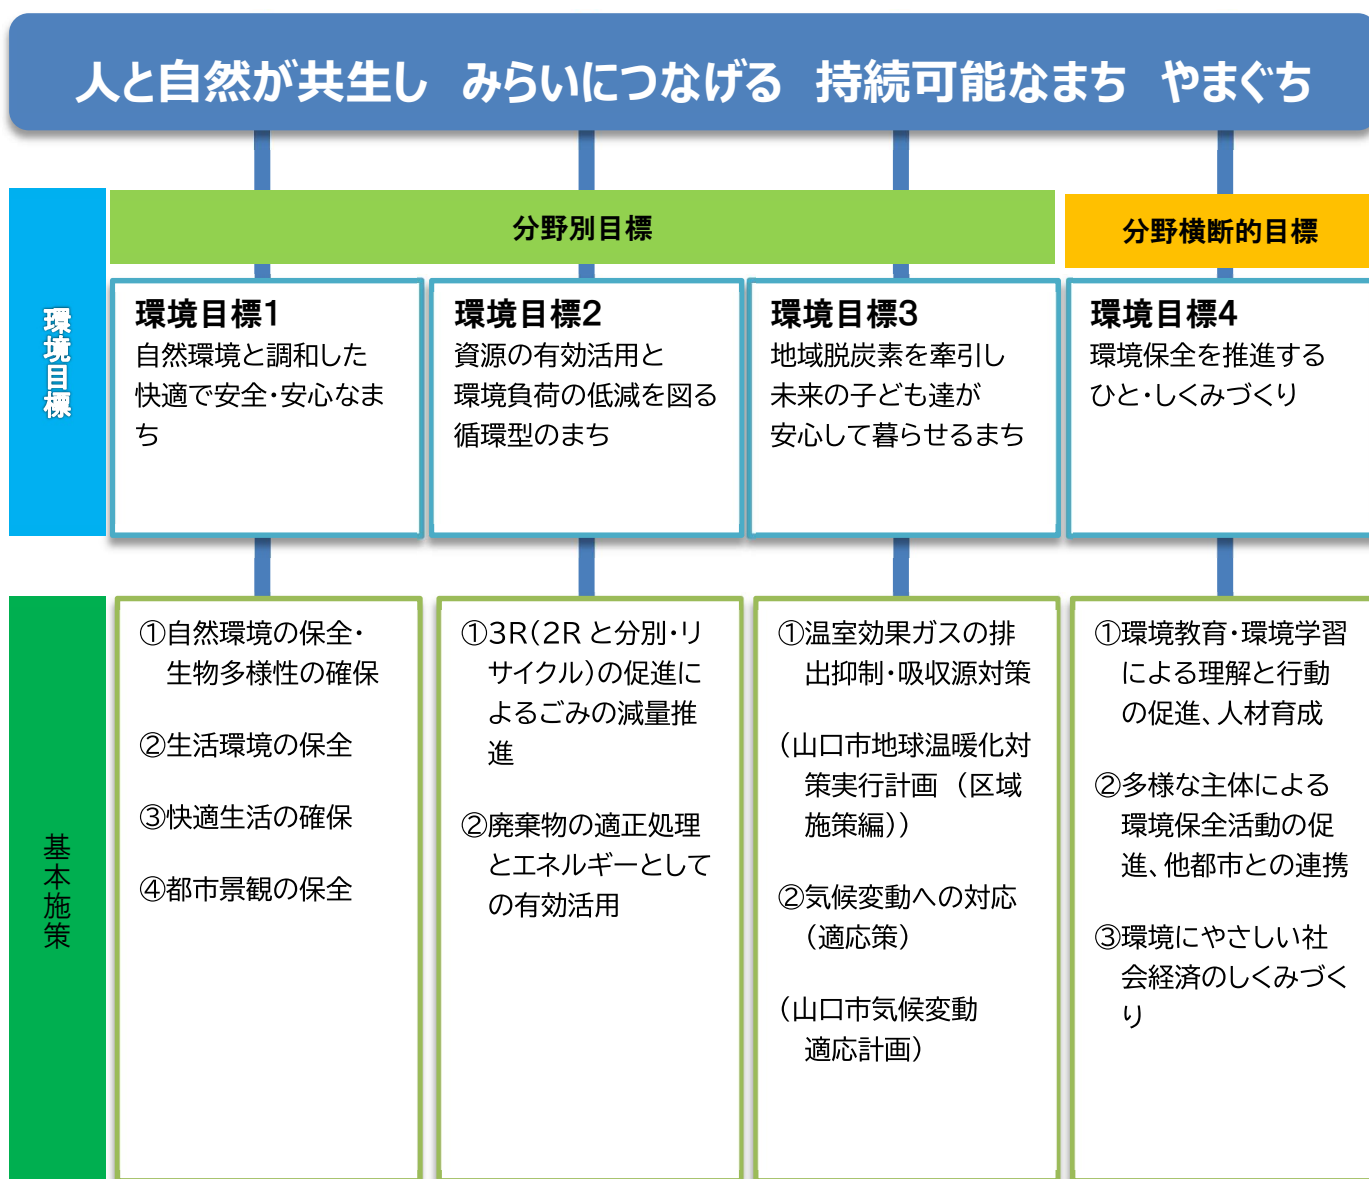 人と自然が共生し　みらいにつなげる　持続可能なまち　やまぐち
環境目標
分野別目標
分野横断的目標
環境目標1
自然環境と調和した
快適で安全・安心なま
ち
環境目標2
資源の有効活用と
環境負荷の低減を図る
循環型のまち
環境目標3
地域脱炭素を牽引し
未来の子ども達が
安心して暮らせるまち
環境目標4
環境保全を推進する
ひと・しくみづくり
基本施策
①自然環境の保全・
生物多様性の確保
②生活環境の保全
③快適生活の確保
④都市景観の保全
①3R(2R と分別・リ
サイクル)の促進に
よるごみの減量推
進
②廃棄物の適正処理
とエネルギーとして
の有効活用
①温室効果ガスの排
出抑制・吸収源対策
(山口市地球温暖化対
策実行計画（区域
施策編))
②気候変動への対応
（適応策）
(山口市気候変動
適応計画)
①環境教育・環境学習
による理解と行動
の促進、人材育成
②多様な主体による
環境保全活動の促
進、他都市との連携
③環境にやさしい社
会経済のしくみづく
り